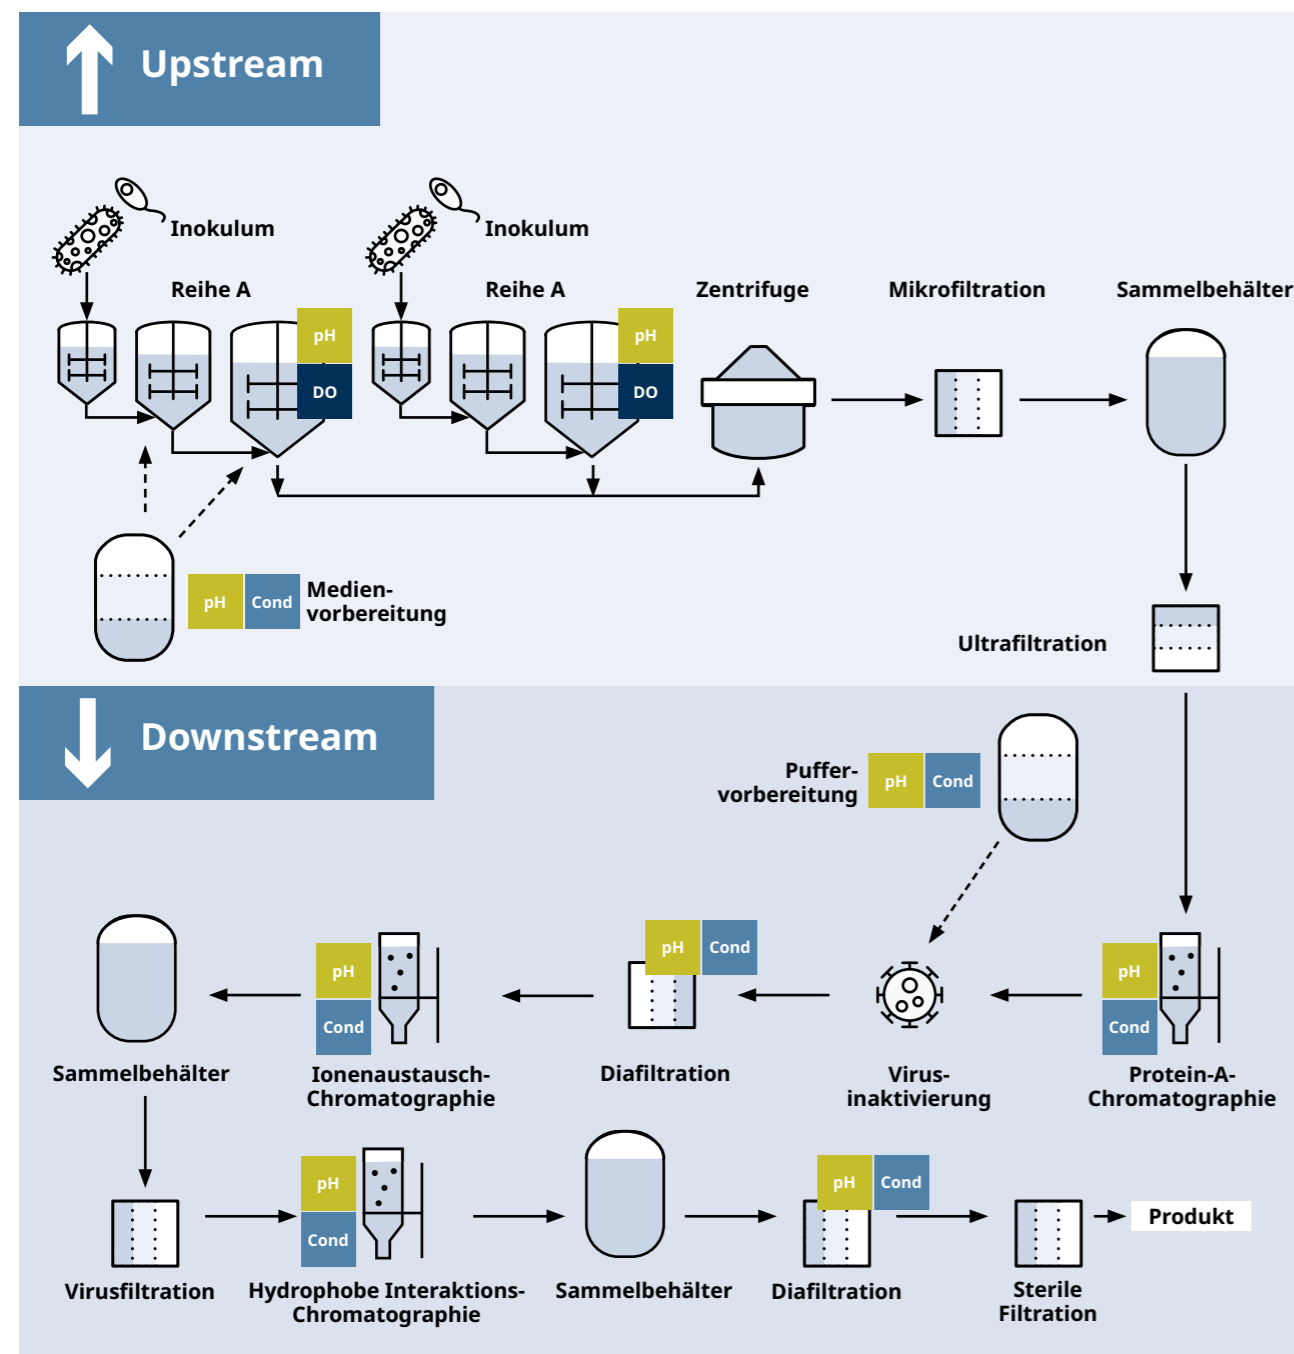 Upstream
Inokulum
Inokulum
Reihe A
Reihe A
Zentrifuge
Mikrofiltration
Sammelbehälter
pH
DO
pH
DO
pH
Cond
Medien-
vorbereitung
Ultrafiltration
Downstream
Puffer-
vorbereitung
pH
Cond
pH
Cond
pH
Cond
pH
Cond
Sammelbehälter
Ionenaustausch-
Chromatographie
Diafiltration
Virus-
inaktivierung
Protein-A-
Chromatographie
pH
Cond
pH
Cond
Produkt
Virusfiltration
Hydrophobe Interaktions-
Chromatographie
Sammelbehälter
Diafiltration
Sterile
Filtration